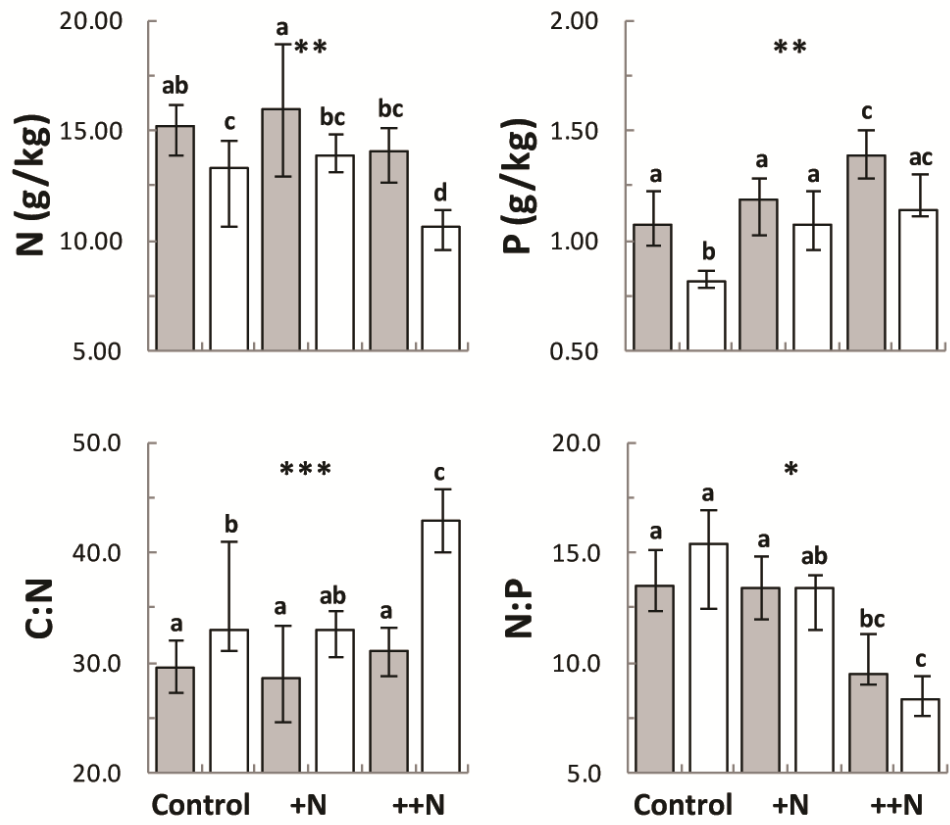 20.00
15.00
10.00
5.00
N (g/kg)
**
ab
c
a
bc
bc
d
2.00
1.50
1.00
0.50
P (g/kg)
**
a
b
a
a
c
ac
50.0
40.0
30.0
20.0
C:N
***
a
b
a
ab
a
c
Control +N ++N
20.0
15.0
10.0
5.0
N:P
*
a
a
a
ab
bc
c
Control +N ++N